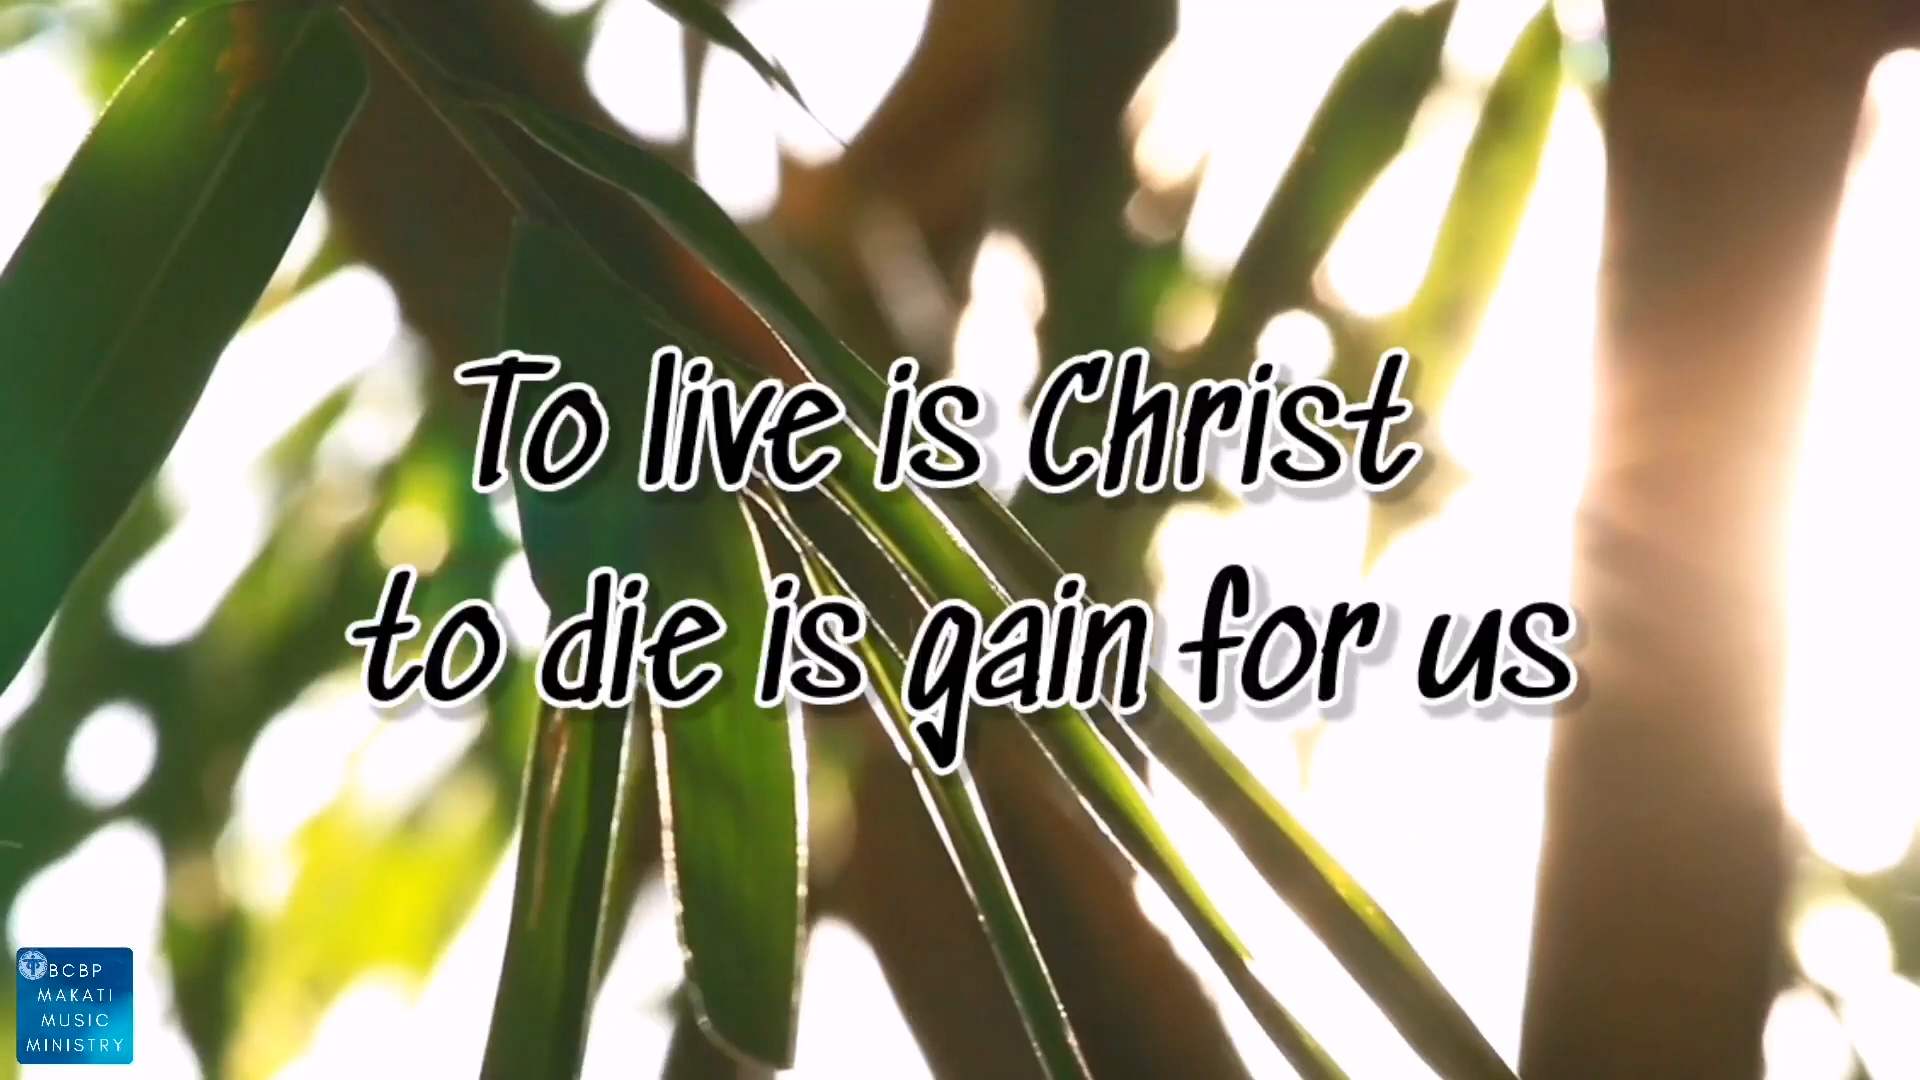 To live is Christ
to die is gain for us
BCBP
MAKATI
MUSIC
MINISTRY